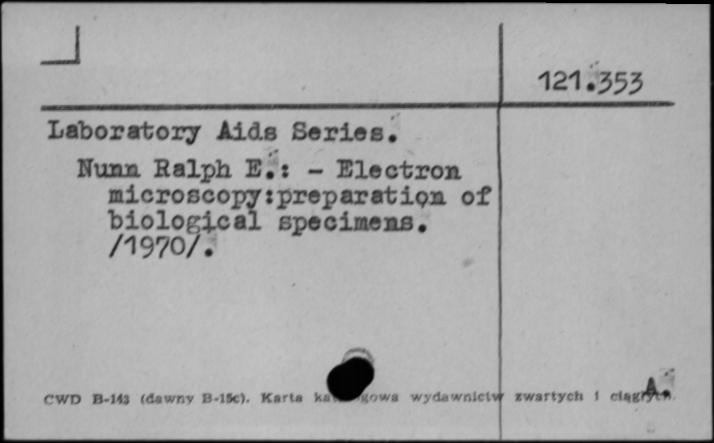 121.353
Laboratory Aids Series.
Nunn Ralph E.: - Electron
microscopy:preparation of
biological specimens.
/1970/.
A.
CWD B-143 (dawny B-15c). Karta wydawnictw zwartych i ciągłych.